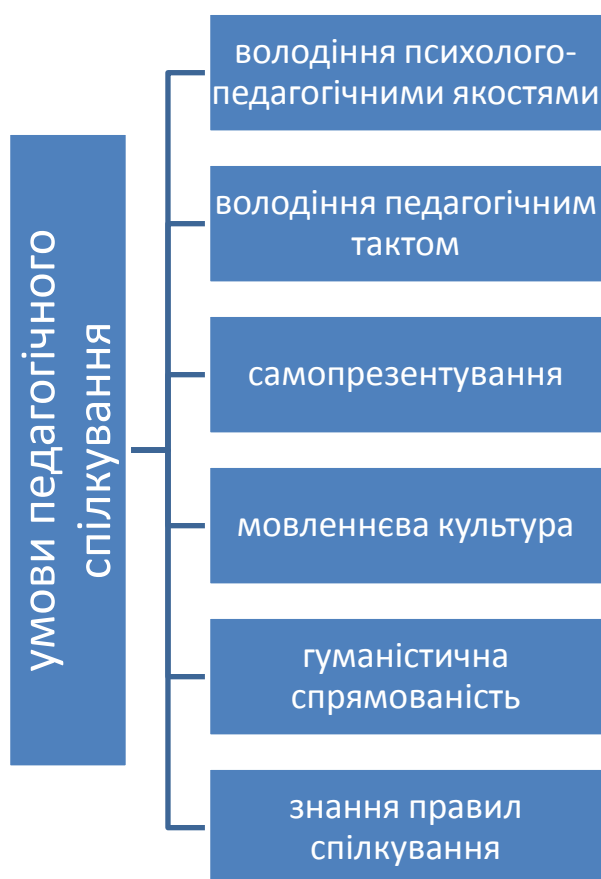 умови педагогічного
спілкування
володіння психолого-
педагогічними якостями
володіння педагогічним
тактом
самопрезентування
мовленнєва культура
гуманістична
спрямованість
знання правил
спілкування